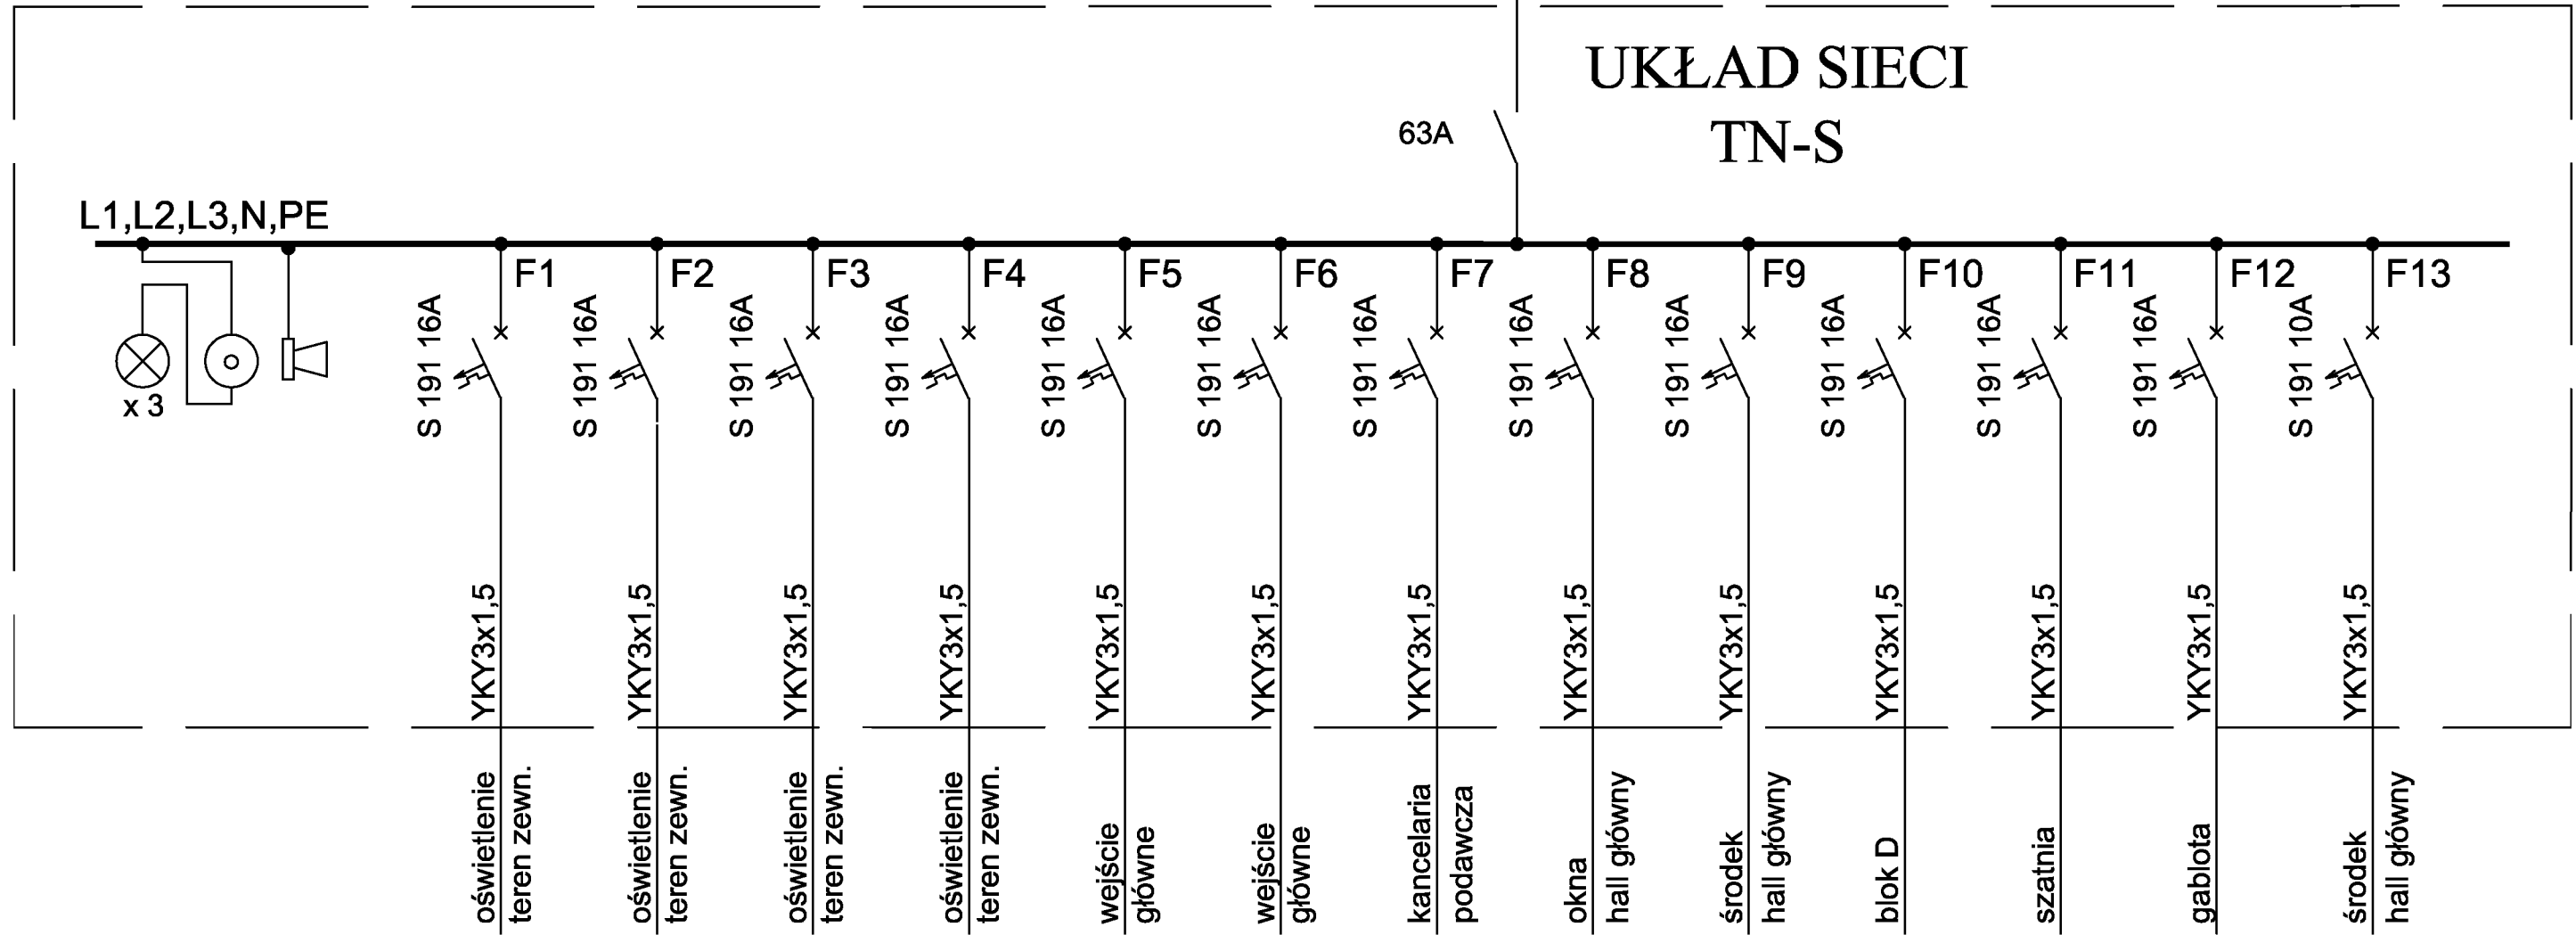 UKŁAD SIECI
TN-S
63A
L1,L2,L3,N,PE
x 3
F1
S 191 16A
YKY3x1,5
oświetlenie
teren zewn.
F2
S 191 16A
YKY3x1,5
oświetlenie
teren zewn.
F3
S 191 16A
YKY3x1,5
oświetlenie
teren zewn.
F4
S 191 16A
YKY3x1,5
oświetlenie
teren zewn.
F5
S 191 16A
YKY3x1,5
wejście
główne
F6
S 191 16A
YKY3x1,5
wejście
główne
F7
S 191 16A
YKY3x1,5
kancelaria
podawcza
F8
S 191 16A
YKY3x1,5
okna
hall główny
F9
S 191 16A
YKY3x1,5
środek
hall główny
F10
S 191 16A
YKY3x1,5
blok D
F11
S 191 16A
YKY3x1,5
szatnia
F12
S 191 16A
YKY3x1,5
gablota
F13
S 191 10A
YKY3x1,5
środek
hall główny